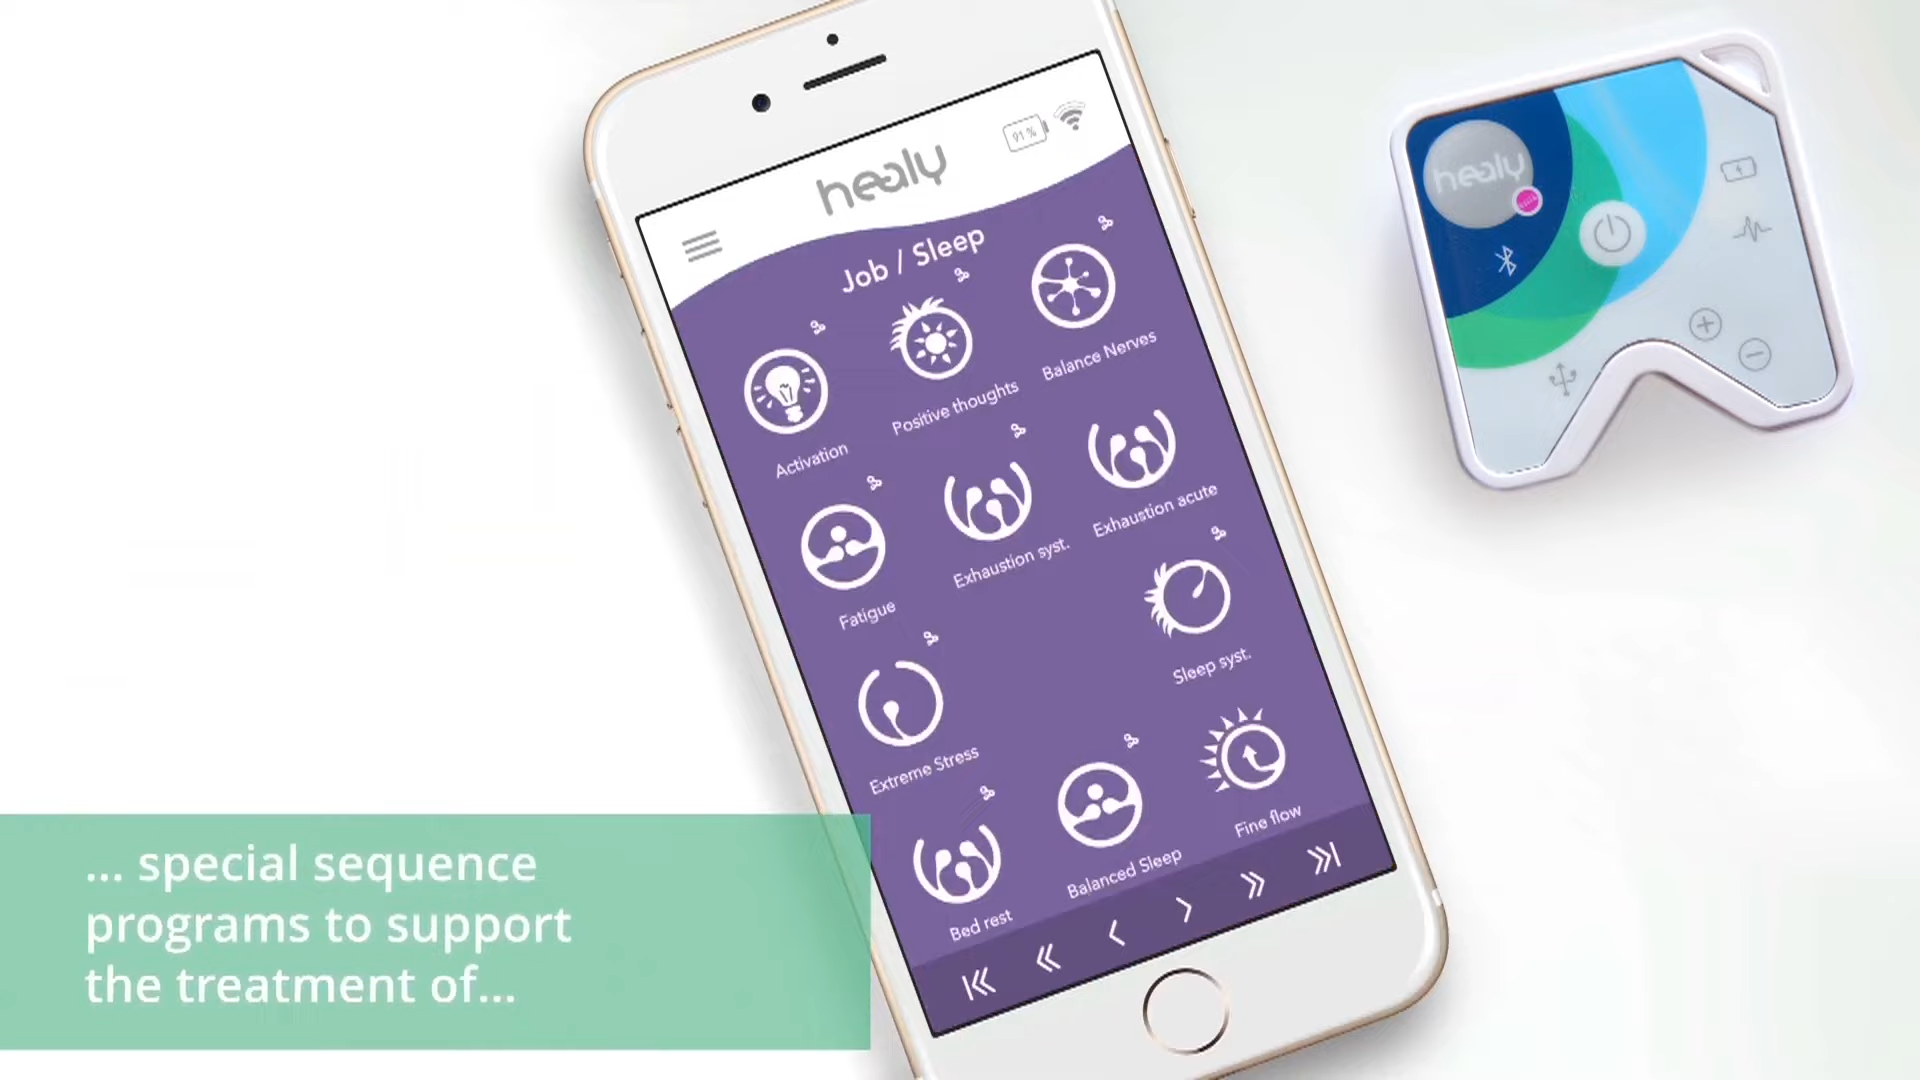 91 %
healy
Job / Sleep
Activation
Positive thoughts
Balance Nerves
Fatigue
Exhaustion syst.
Exhaustion acute
Extreme Stress
Sleep syst.
Bed rest
Balanced Sleep
Fine flow
healy
... special sequence
programs to support
the treatment of...